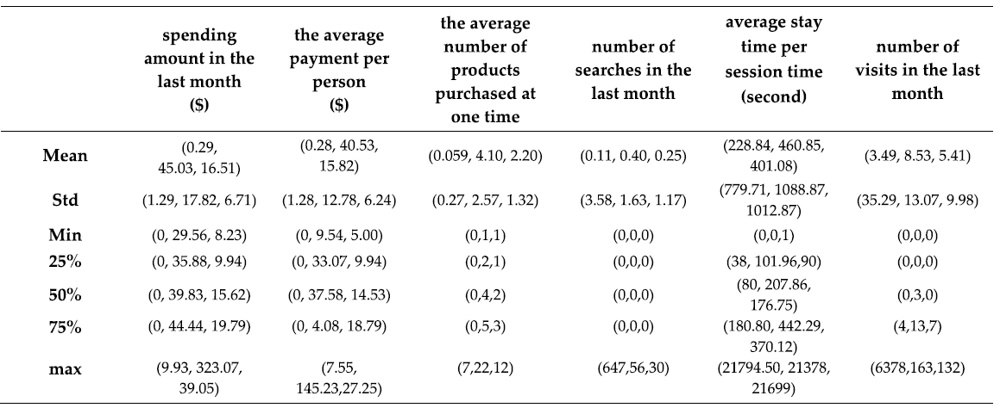 spending amount in the last month ($)
the average payment per person ($)
the average number of products purchased at one time
number of searches in the last month
average stay time per session time (second)
number of visits in the last month
Mean (0.29, 45.03, 16.51) (0.28, 40.53, 15.82) (0.059, 4.10, 2.20) (0.11, 0.40, 0.25) (228.84, 460.85, 401.08) (3.49, 8.53, 5.41)
Std (1.29, 17.82, 6.71) (1.28, 12.78, 6.24) (0.27, 2.57, 1.32) (3.58, 1.63, 1.17) (779.71, 1088.87, 1012.87) (35.29, 13.07, 9.98)
Min (0, 29.56, 8.23) (0, 9.54, 5.00) (0,1,1) (0,0,0) (0,0,1) (0,0,0)
25% (0, 35.88, 9.94) (0, 33.07, 9.94) (0,2,1) (0,0,0) (38, 101.96,90) (0,0,0)
50% (0, 39.83, 15.62) (0, 37.58, 14.53) (0,4,2) (0,0,0) (80, 207.86, 176.75) (0,3,0)
75% (0, 44.44, 19.79) (0, 4.08, 18.79) (0,5,3) (0,0,0) (180.80, 442.29, 370.12) (4,13,7)
max (9.93, 323.07, 39.05) (7.55, 145.23,27.25) (7,22,12) (647,56,30) (21794.50, 21378, 21699) (6378,163,132)